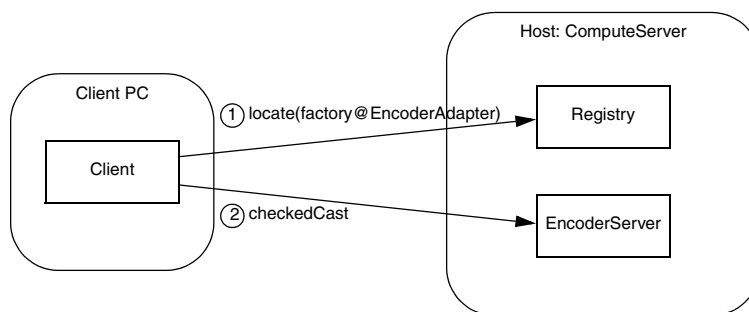 Host: ComputeServer
Client PC
1 locate(factory@EncoderAdapter)
Registry
Client
2 checkedCast
EncoderServer